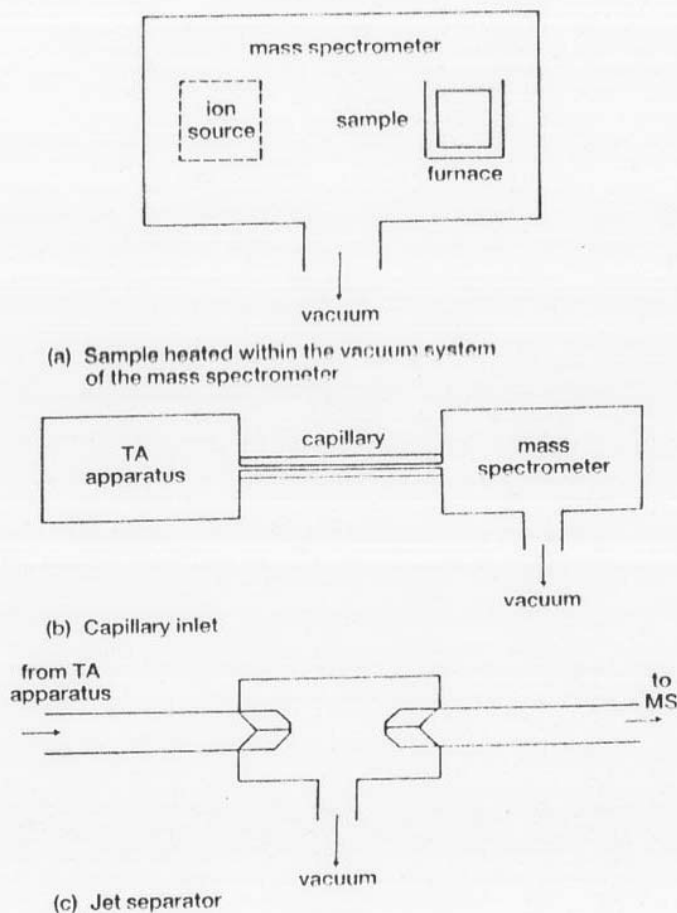 mass spectrometer
ion
source
sample
furnace
vacuum
(a) Sample heated within the vacuum system
of the mass spectrometer
TA
apparatus
capillary
mass
spectrometer
vacuum
(b) Capillary inlet
from TA
apparatus
to
MS
vacuum
(c) Jet separator